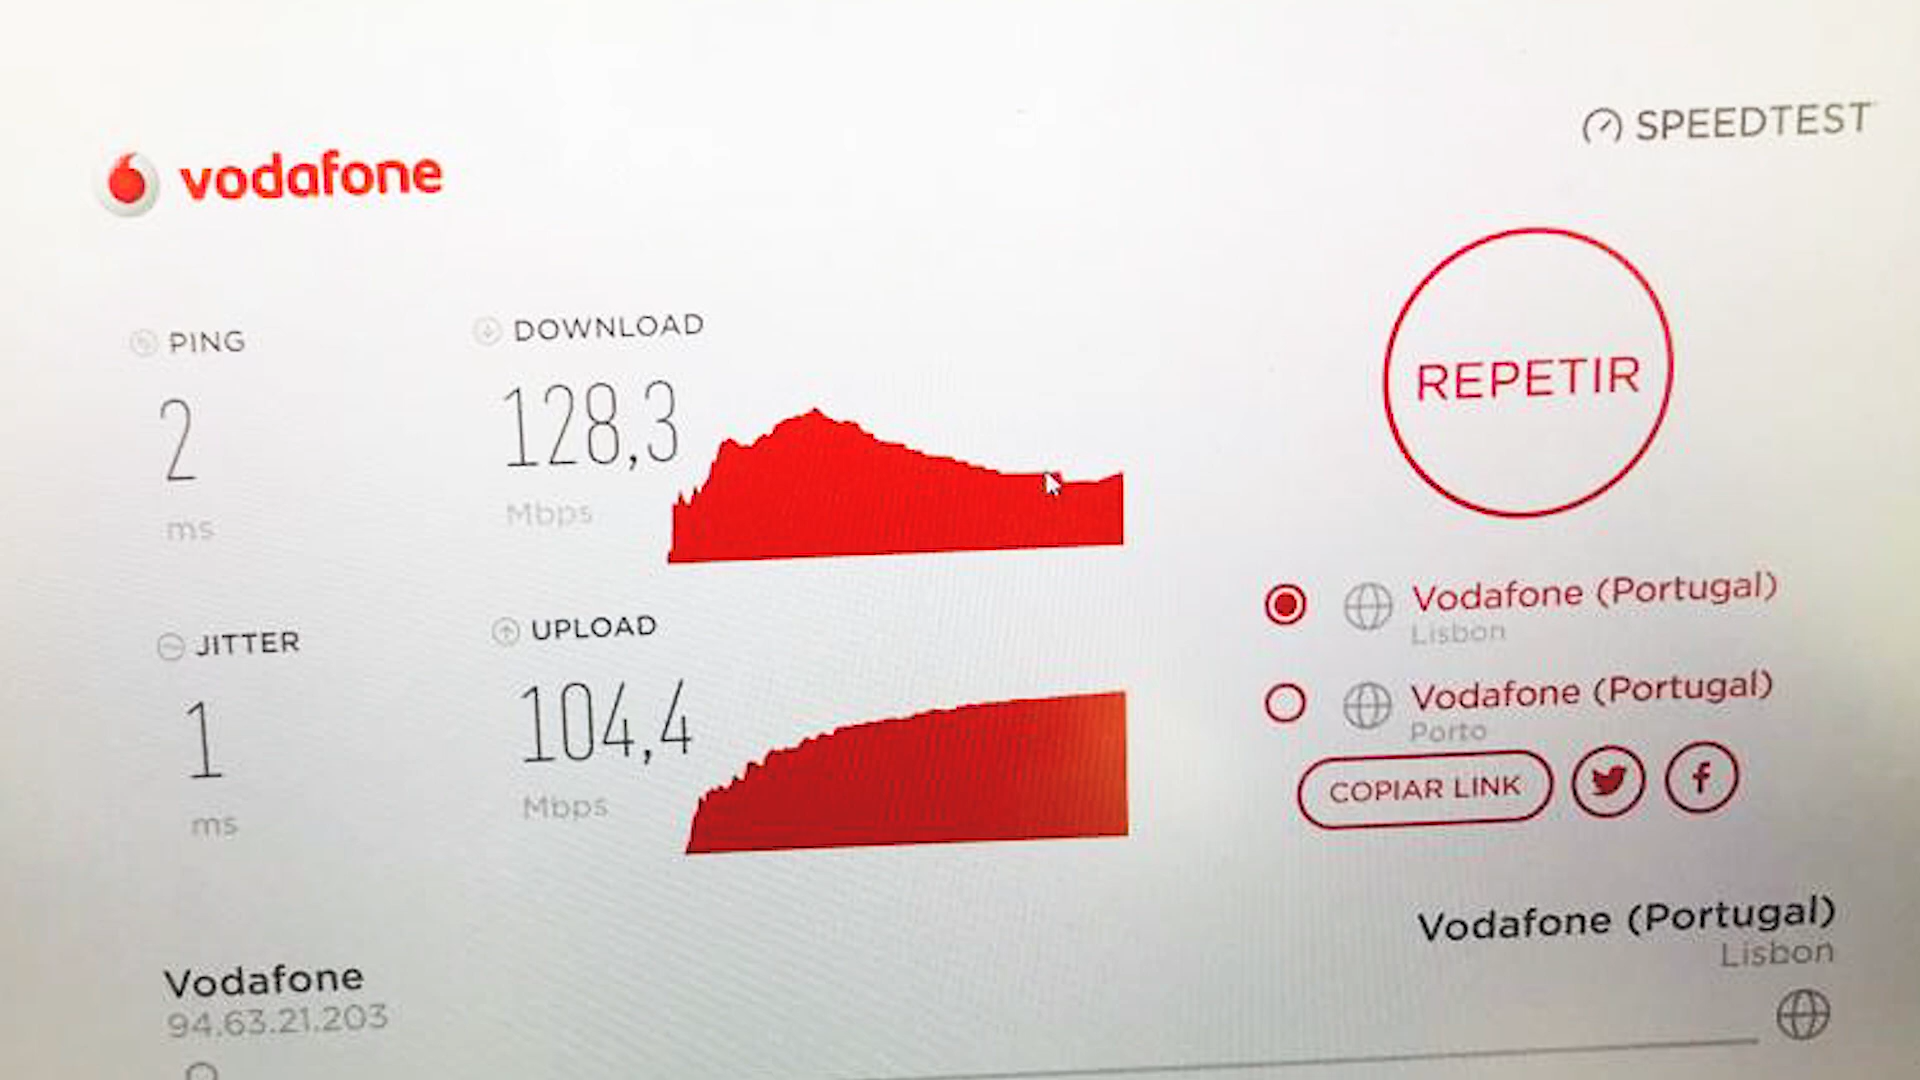 vodafone
SPEEDTEST
PING
2
ms
DOWNLOAD
128,3
Mbps
REPETIR
JITTER
1
ms
UPLOAD
104,4
Mbps
Vodafone (Portugal)
Lisbon
Vodafone (Portugal)
Porto
COPIAR LINK
Vodafone
94.63.21.203
Vodafone (Portugal)
Lisbon